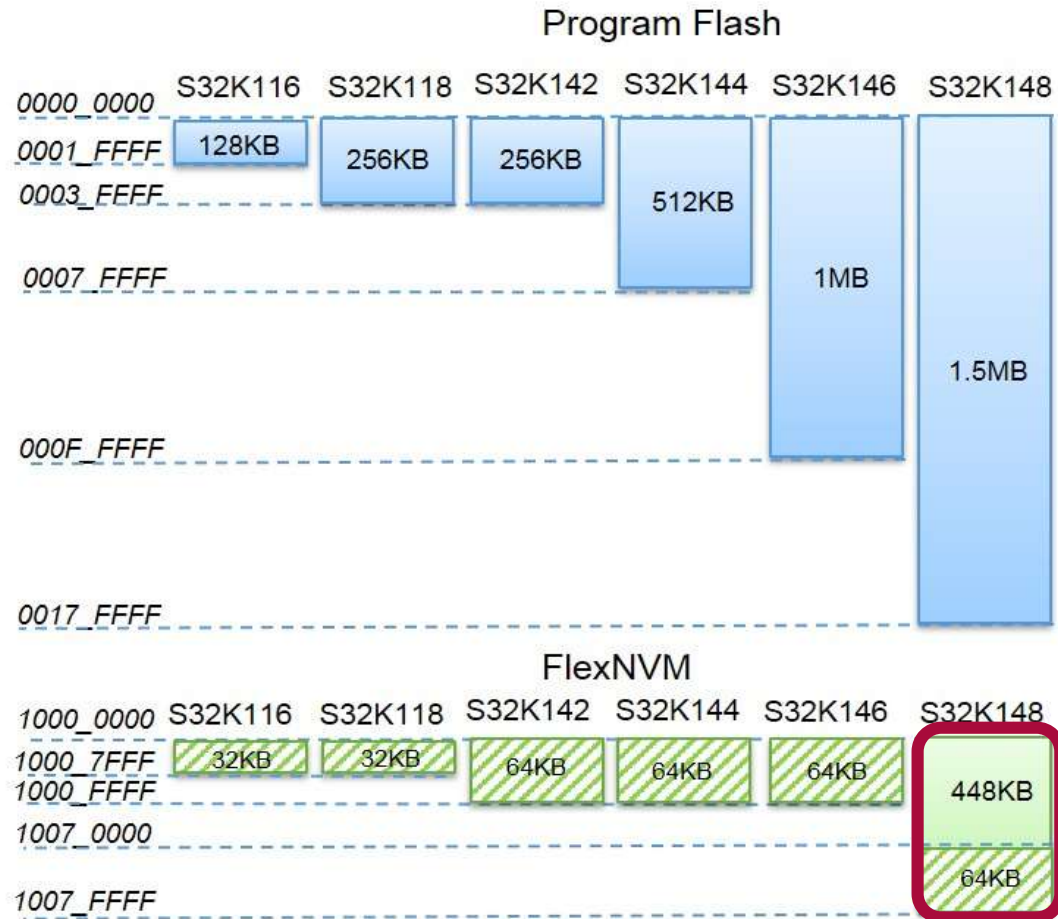 Program Flash
S32K116 S32K118 S32K142 S32K144 S32K146 S32K148
0000_0000
0001_FFFF 128KB 256KB 256KB
0003_FFFF 512KB
0007_FFFF 1MB
1.5MB
000F_FFFF
0017_FFFF
FlexNVM
1000_0000 S32K116 S32K118 S32K142 S32K144 S32K146 S32K148
1000_7FFF 32KB 32KB 64KB 64KB 64KB
1000_FFFF 448KB
1007_0000
64KB
1007_FFFF